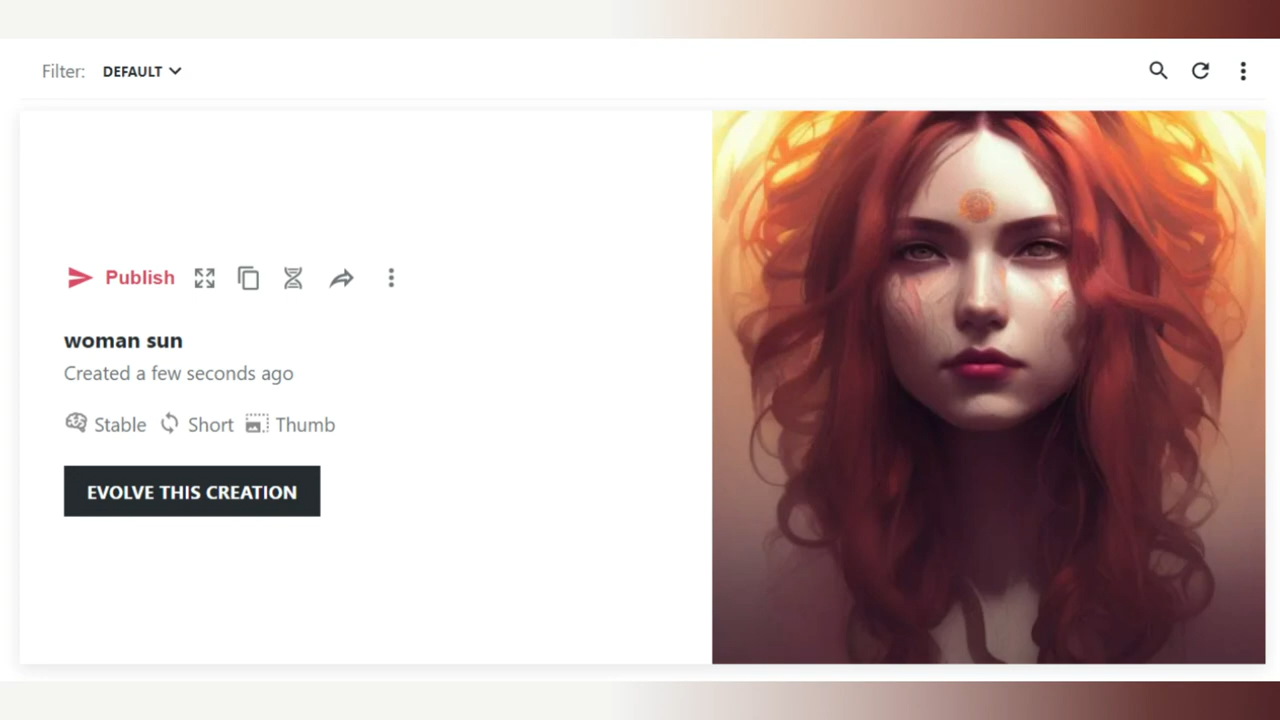 Filter: DEFAULT
Publish
woman sun
Created a few seconds ago
Stable Short Thumb
EVOLVE THIS CREATION